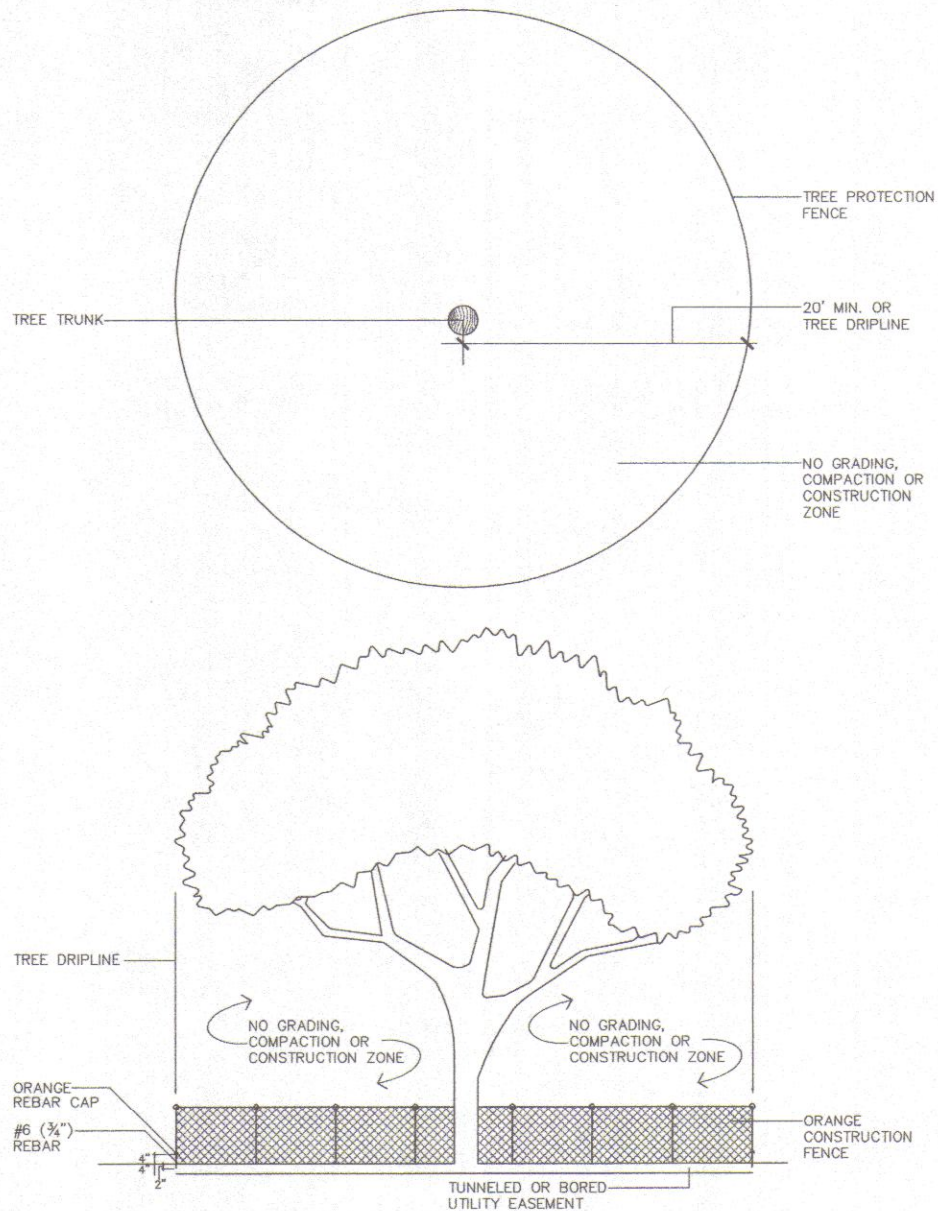 TREE PROTECTION
FENCE
TREE TRUNK
20' MIN. OR
TREE DRIPLINE
NO GRADING,
COMPACTION OR
CONSTRUCTION
ZONE
TREE DRIPLINE
NO GRADING,
COMPACTION OR
CONSTRUCTION ZONE
NO GRADING,
COMPACTION OR
CONSTRUCTION ZONE
ORANGE
REBAR CAP
#6 (¾")
REBAR
4"
4"
2"
ORANGE
CONSTRUCTION
FENCE
TUNNELED OR BORED
UTILITY EASEMENT